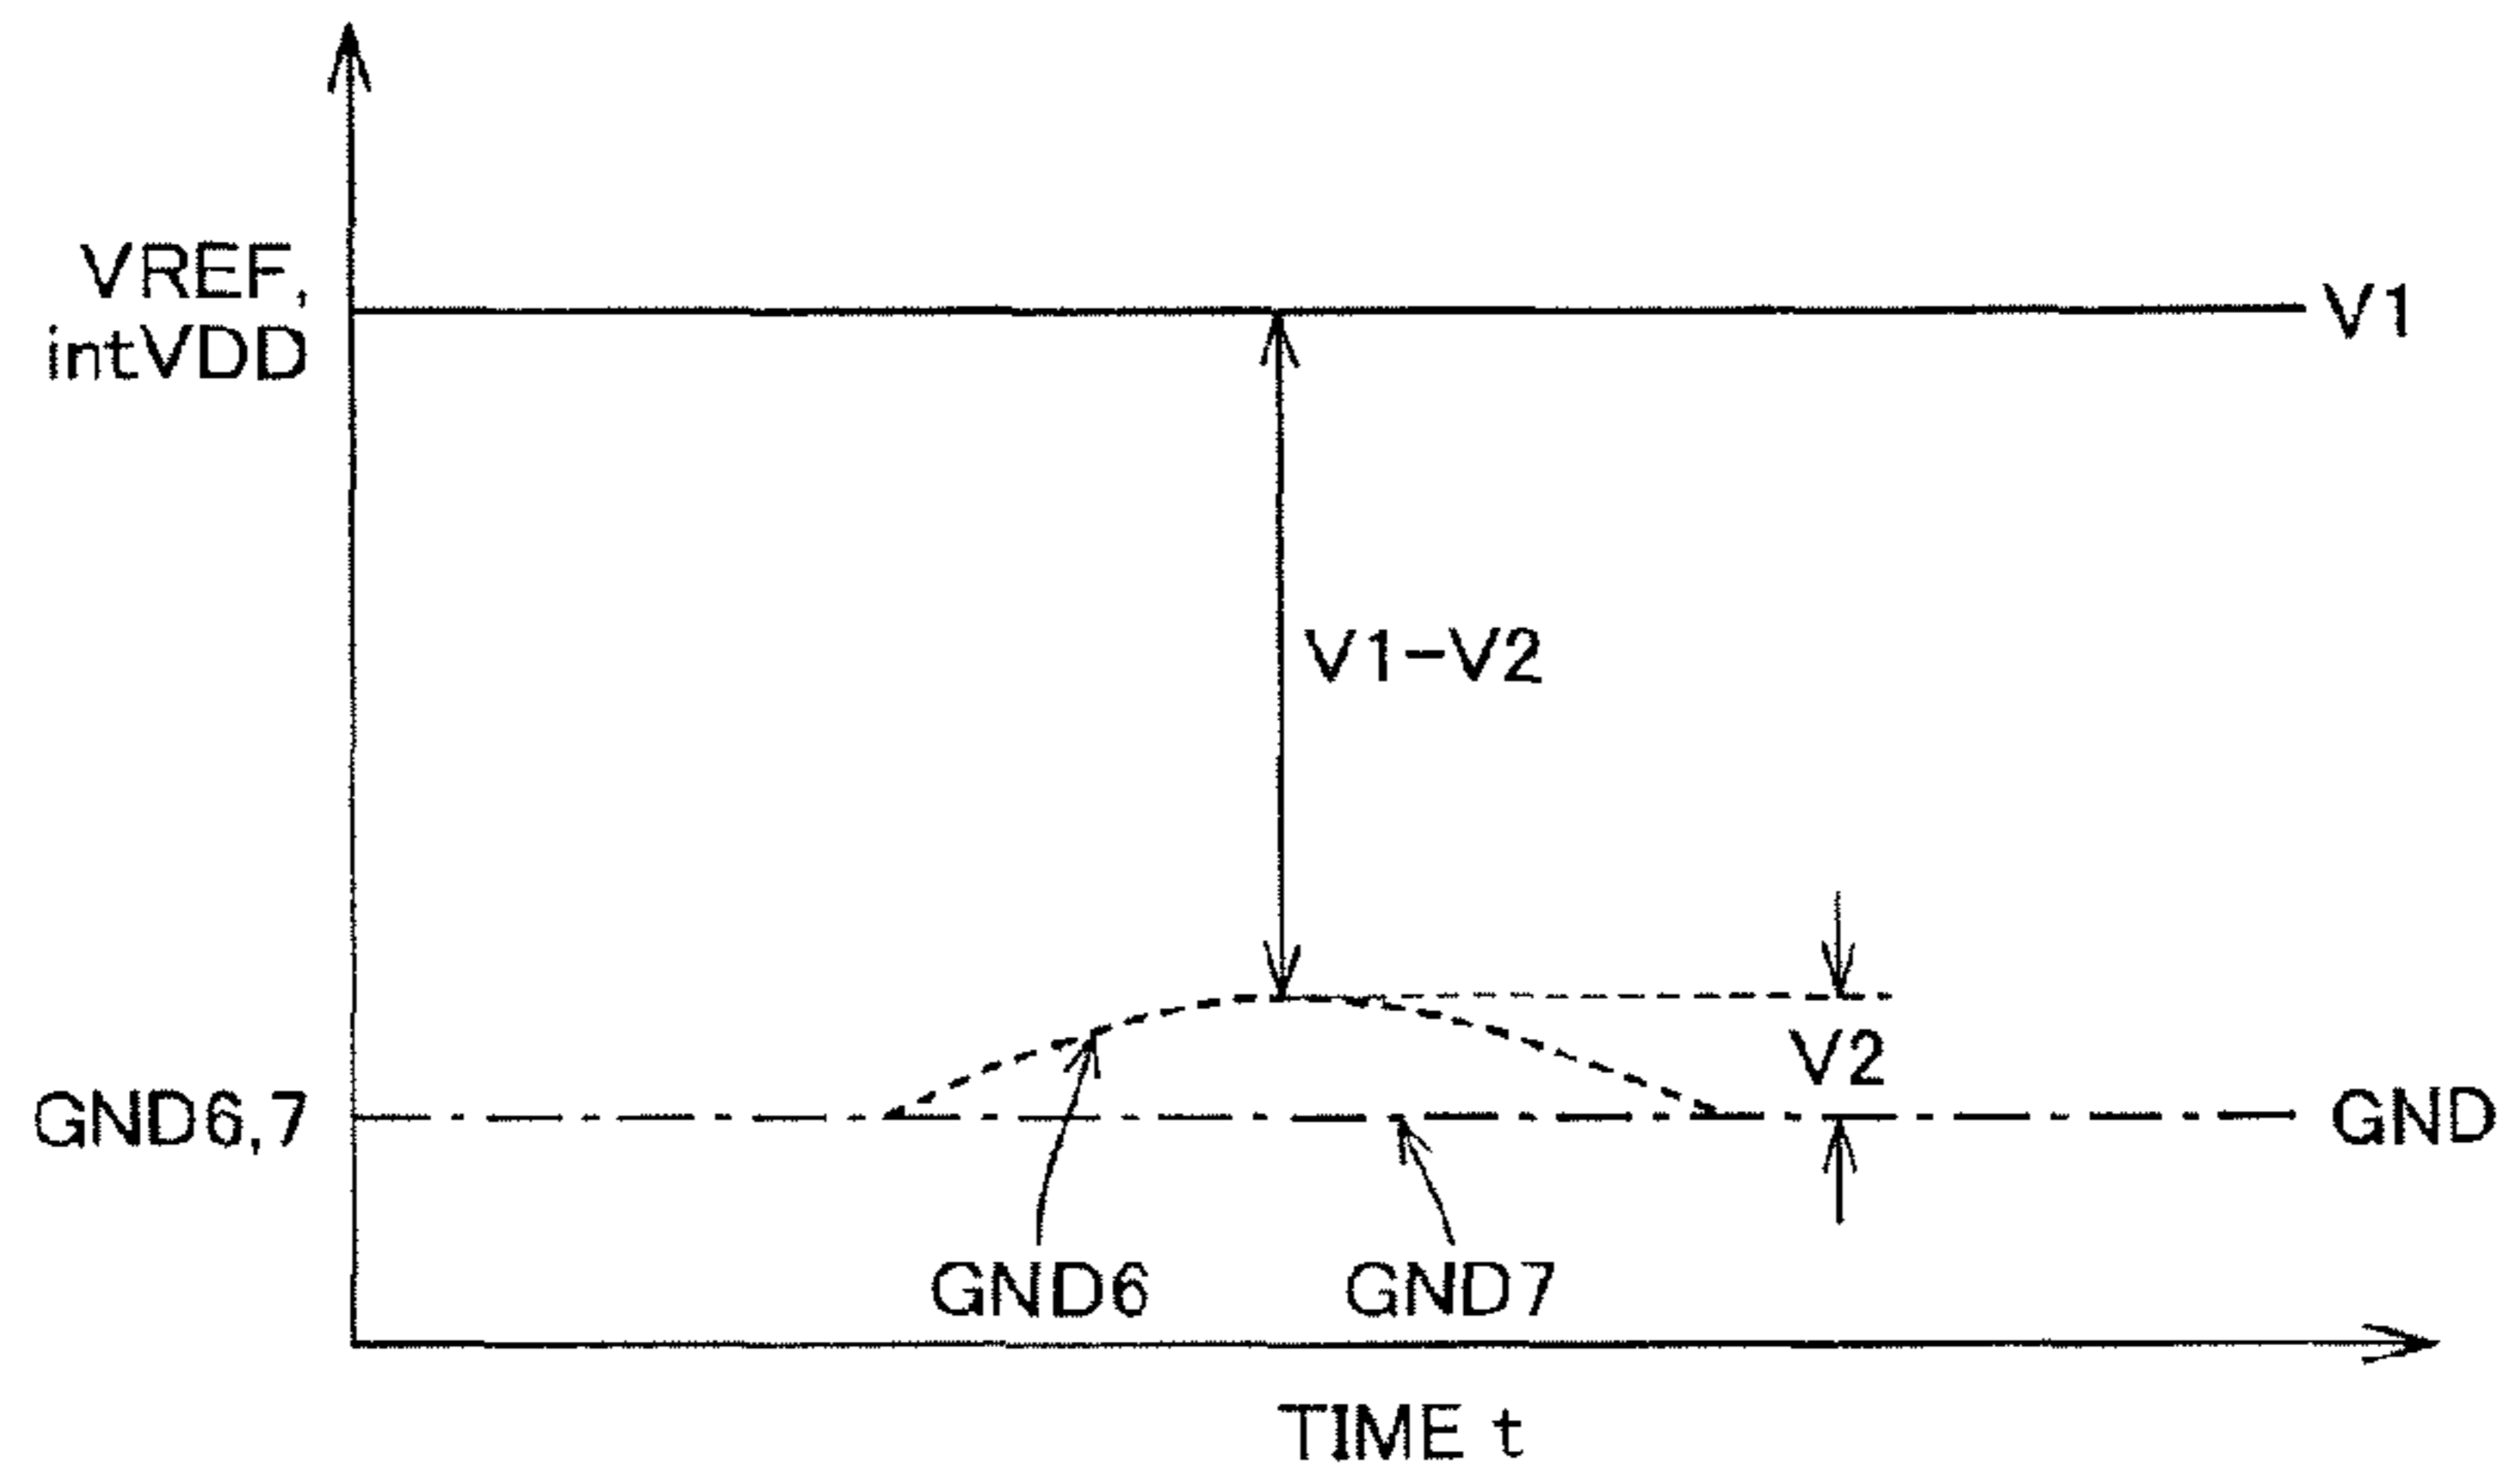 VREF,
intVDD
V1
V1-V2
V2
GND6,7
GND
GND6
GND7
TIME t